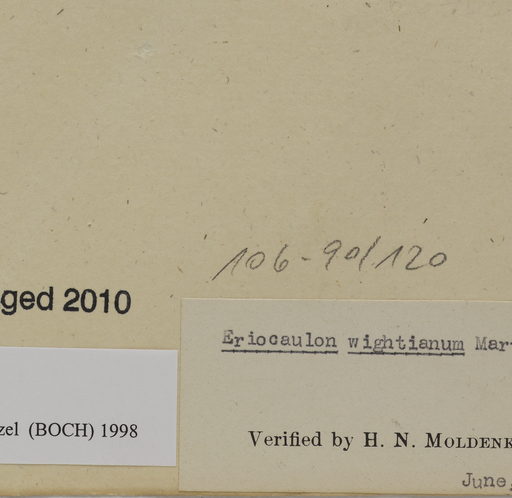 106-90/120
ged 2010
Eriocaulon wightianum Mar
zel (BOCH) 1998
Verified by H. N. MOLDENK
June,